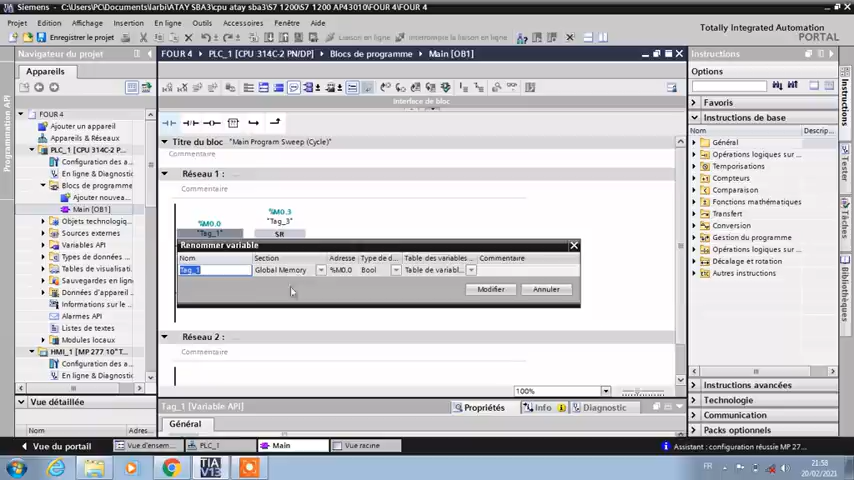 Siemens - C:\Users\PC\Documents\arbi\ATAY SBA3\cpu atay sba3\S7 1200\S7 1200 AP43010\FOUR 4\FOUR 4
Projet Edition Affichage Insertion En ligne Outils Accessoires Fenêtre ?
Totally Integrated Automation
PORTAL
Enregistrer le projet
Liaison en ligne
Interrompre la liaison en ligne
Navigateur du projet
FOUR 4 PLC_1 [CPU 314C-2 PN/DP] Blocs de programme Main [OB1]
Instructions
Appareils
Options
Programmation API
FOUR 4
Ajouter un appareil
Appareils & Réseaux
PLC_1 [CPU 314C-2 P...
Configuration des a...
En ligne & Diagnostic
Blocs de programme
Ajouter nouvea...
Main [OB1]
Objets technologiq...
Sources externes
Variables API
Types de données ...
Tables de visualisat...
Sauvegardes en lig...
Données d'appareil...
Informations sur le ...
Alarmes API
Listes de textes
HMI_1 [MP 277 10"T...
Configuration des a...
En ligne & Diagnostic
Vue détaillée
Nom
Interface de bloc
Titre du bloc "Main Program Sweep (Cycle)"
Commentaire
Réseau 1 :
Commentaire
%M0.3
%M0.0 "Tag_3"
"Tag_1" SR
Renommer variable
Nom Section Adresse Type de d... Table des variables... Commentaire
Tag_1 Global Memory %M0.0 Bool Table de variabl...
Modifier Annuler
Réseau 2 :
Commentaire
100%
Tag_1 [Variable API]
Propriétés Info Diagnostic
Général
Favoris
Instructions de base
Nom Descrip...
Général
Opérations logiques sur ...
Temporisations
Compteurs
Comparaison
Fonctions mathématiques
Transfert
Conversion
Gestion du programme
Opérations logiques sur ...
Décalage et rotation
Autres instructions
Instructions avancées
Technologie
Communication
Packs optionnels
Instructions
Tester
Tâches
Bibliothèques
Vue du portail Vue d'ensem... PLC_1 Main Vue racine
Assistant : configuration réussie MP 27...
FR
21:58
20/02/2021